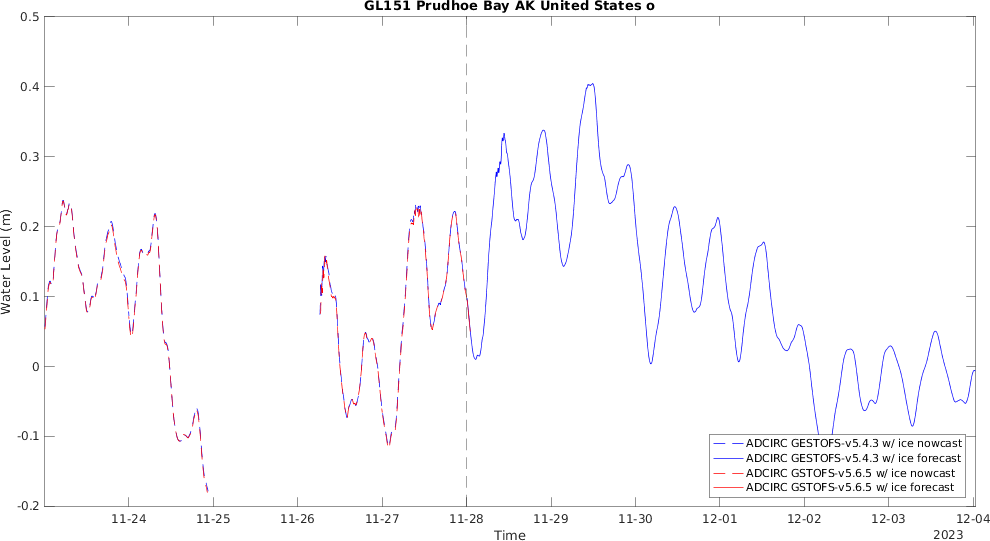 GL151 Prudhoe Bay AK United States o
0.5
0.4
0.3
0.2
0.1
0
-0.1
-0.2
Water Level (m)
11-24 11-25 11-26 11-27 11-28 11-29 11-30 12-01 12-02 12-03 12-04
Time
2023
ADCIRC GESTOFS-v5.4.3 w/ ice nowcast
ADCIRC GESTOFS-v5.4.3 w/ ice forecast
ADCIRC GSTOFS-v5.6.5 w/ ice nowcast
ADCIRC GSTOFS-v5.6.5 w/ ice forecast